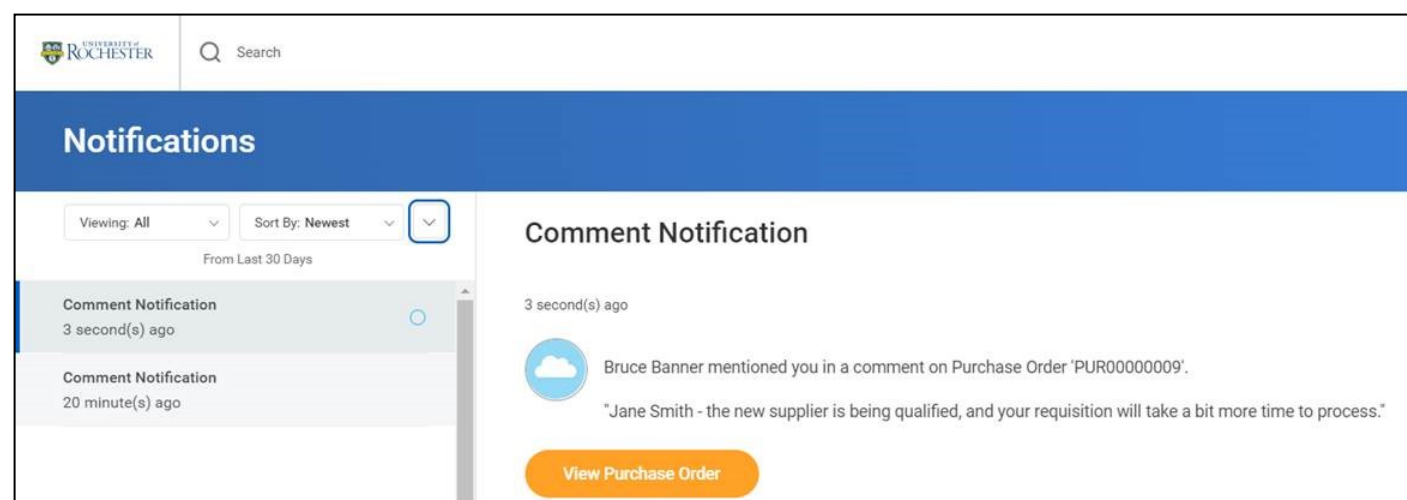 UNIVERSITY of
ROCHESTER
Search
Notifications
Viewing: All
Sort By: Newest
From Last 30 Days
Comment Notification
3 second(s) ago
Comment Notification
20 minute(s) ago
Comment Notification
3 second(s) ago
Bruce Banner mentioned you in a comment on Purchase Order 'PUR00000009'.
"Jane Smith - the new supplier is being qualified, and your requisition will take a bit more time to process."
View Purchase Order